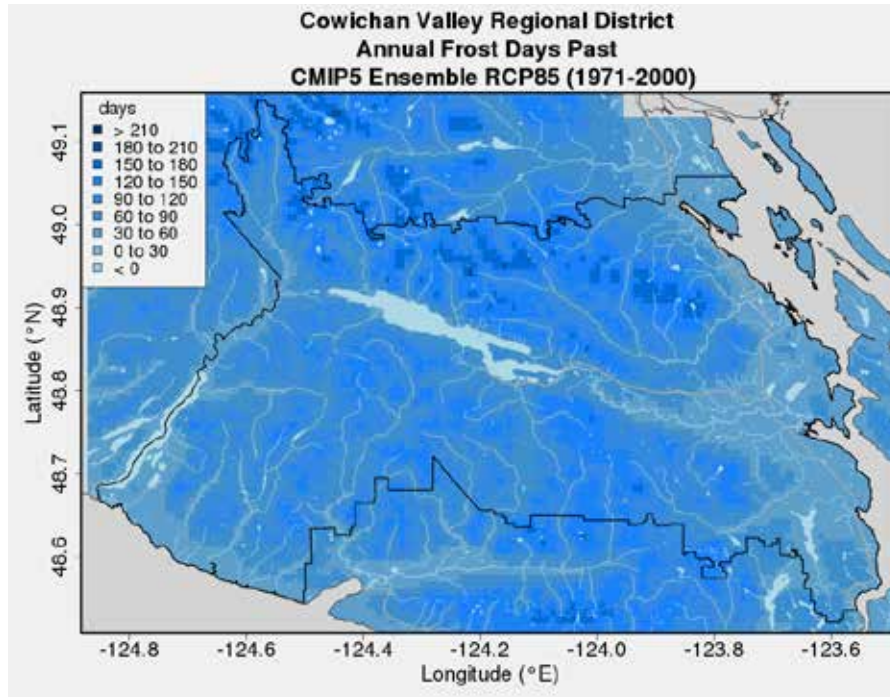 Cowichan Valley Regional District
Annual Frost Days Past
CMIP5 Ensemble RCP85 (1971-2000)
days
> 210
180 to 210
150 to 180
120 to 150
90 to 120
60 to 90
30 to 60
0 to 30
< 0
49.1
49.0
48.9
48.8
48.7
48.6
Latitude (°N)
3
-124.8 -124.6 -124.4 -124.2 -124.0 -123.8 -123.6
Longitude (°E)